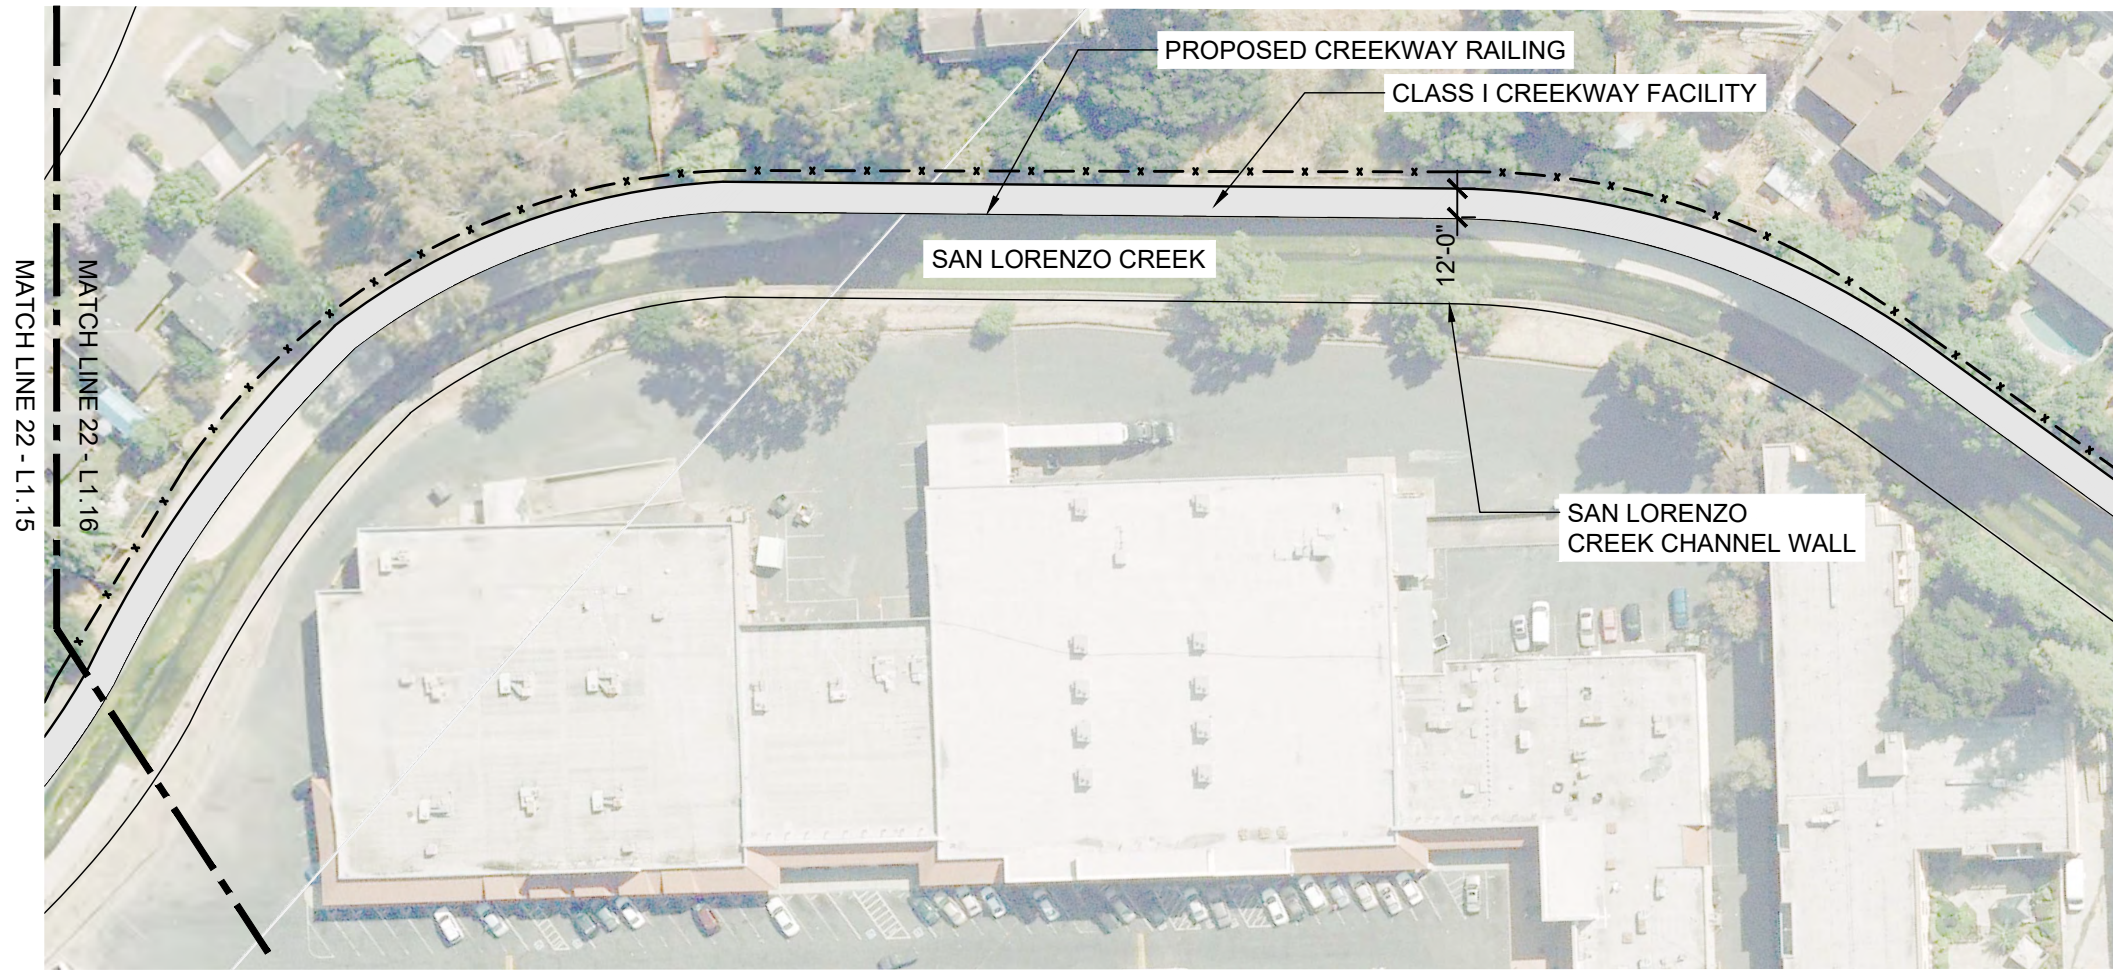 PROPOSED CREEKWAY RAILING
CLASS I CREEKWAY FACILITY
SAN LORENZO CREEK
12'-0"
MATCH LINE 22 - L1.16
MATCH LINE 22 - L1.15
SAN LORENZO
CREEK CHANNEL WALL